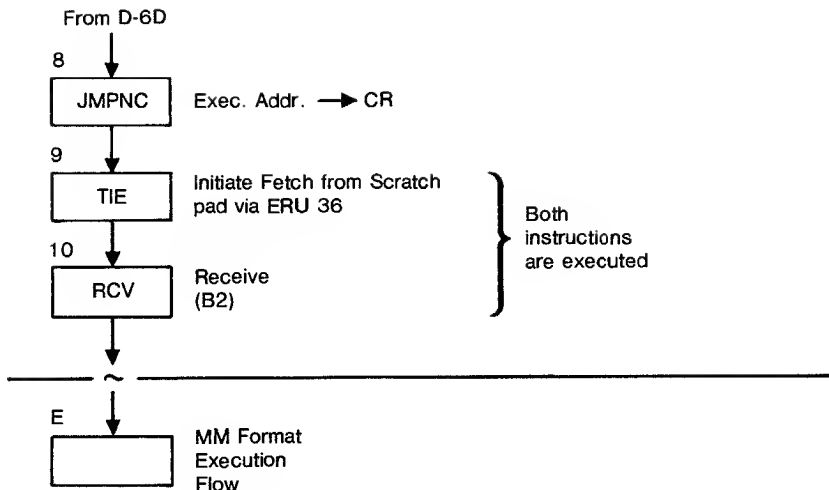 From D-6D
8
JMPNC Exec. Addr. → CR
9
TIE Initiate Fetch from Scratch
pad via ERU 36
Both
instructions
are executed
10
RCV Receive
(B2)
~
E
MM Format
Execution
Flow